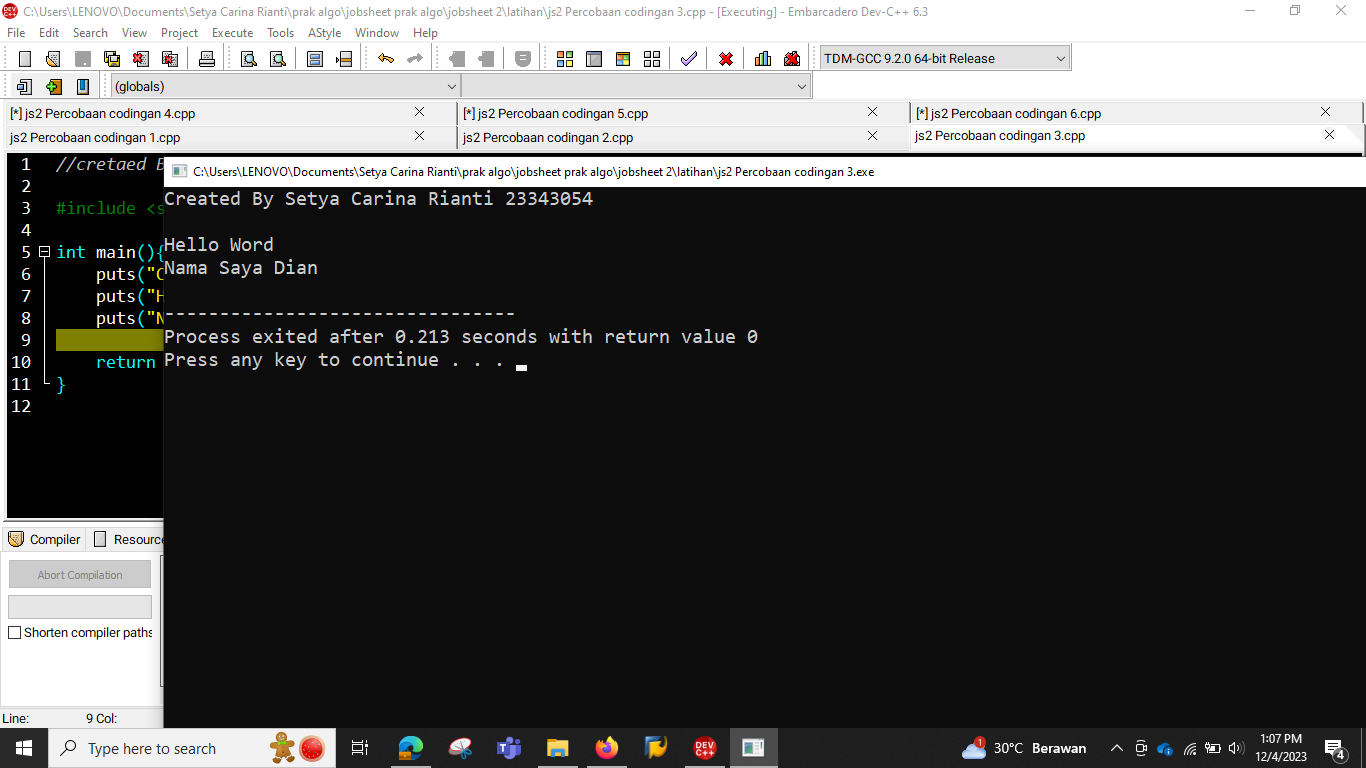 C:\Users\LENOVO\Documents\Setya Carina Rianti\prak algo\jobsheet prak algo\jobsheet 2\latihan\js2 Percobaan codingan 3.cpp - [Executing] - Embarcadero Dev-C++ 6.3
File Edit Search View Project Execute Tools AStyle Window Help
TDM-GCC 9.2.0 64-bit Release
(globals)
[*] js2 Percobaan codingan 4.cpp [*] js2 Percobaan codingan 5.cpp [*] js2 Percobaan codingan 6.cpp
js2 Percobaan codingan 1.cpp js2 Percobaan codingan 2.cpp js2 Percobaan codingan 3.cpp
1 //cretaed B
2
3 #include <s
4
5 int main(){
6 puts("C
7 puts("H
8 puts("N
9
10 return
11 }
12
C:\Users\LENOVO\Documents\Setya Carina Rianti\prak algo\jobsheet prak algo\jobsheet 2\latihan\js2 Percobaan codingan 3.exe
Created By Setya Carina Rianti 23343054
Hello Word
Nama Saya Dian
--------------------------------
Process exited after 0.213 seconds with return value 0
Press any key to continue . . .
Compiler Resource
Abort Compilation
Shorten compiler paths
Line: 9 Col:
Type here to search
DEV C++
1
30°C Berawan
1:07 PM
12/4/2023
4